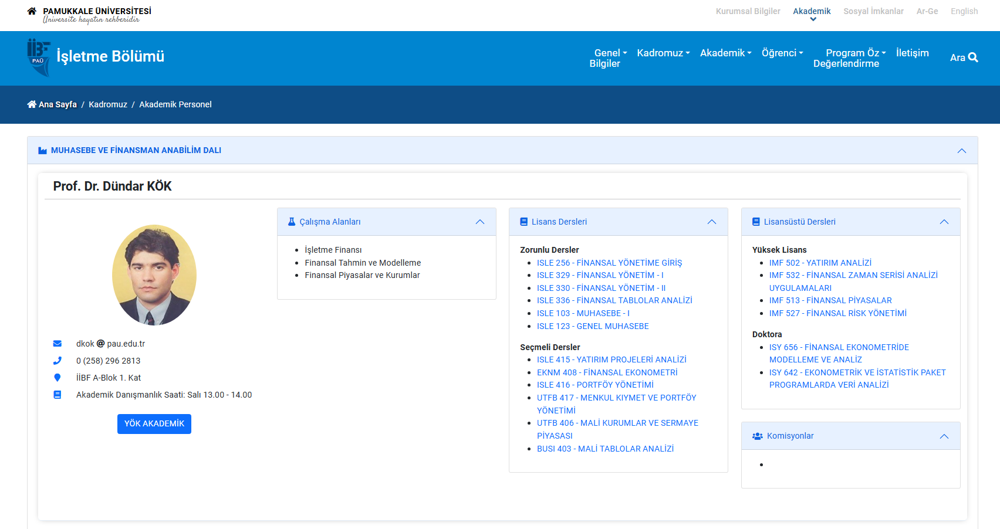 PAMUKKALE ÜNİVERSİTESİ
Üniversite hayatın rehberidir
Kurumsal Bilgiler
Akademik
Sosyal İmkanlar
Ar-Ge
English
İİBF
PAÜ
İşletme Bölümü
Genel
Bilgiler
Kadromuz
Akademik
Öğrenci
Program Öz
Değerlendirme
İletişim
Ara
Ana Sayfa / Kadromuz / Akademik Personel
MUHASEBE VE FİNANSMAN ANABİLİM DALI
Prof. Dr. Dündar KÖK
dkok @ pau.edu.tr
0 (258) 296 2813
İİBF A-Blok 1. Kat
Akademik Danışmanlık Saati: Salı 13.00 - 14.00
YÖK AKADEMİK
Çalışma Alanları
• İşletme Finansı
• Finansal Tahmin ve Modelleme
• Finansal Piyasalar ve Kurumlar
Lisans Dersleri
Zorunlu Dersler
• ISLE 256 - FİNANSAL YÖNETİME GİRİŞ
• ISLE 329 - FİNANSAL YÖNETİM - I
• ISLE 330 - FİNANSAL YÖNETİM - II
• ISLE 336 - FİNANSAL TABLOLAR ANALİZİ
• ISLE 103 - MUHASEBE - I
• ISLE 123 - GENEL MUHASEBE
Seçmeli Dersler
• ISLE 415 - YATIRIM PROJELERİ ANALİZİ
• EKNM 408 - FİNANSAL EKONOMETRİ
• ISLE 416 - PORTFÖY YÖNETİMİ
• UTFB 417 - MENKUL KIYMET VE PORTFÖY
YÖNETİMİ
• UTFB 406 - MALİ KURUMLAR VE SERMAYE
PİYASASI
• BUSI 403 - MALİ TABLOLAR ANALİZİ
Lisansüstü Dersleri
Yüksek Lisans
• IMF 502 - YATIRIM ANALİZİ
• IMF 532 - FİNANSAL ZAMAN SERİSİ ANALİZİ
UYGULAMALARI
• IMF 513 - FİNANSAL PİYASALAR
• IMF 527 - FİNANSAL RİSK YÖNETİMİ
Doktora
• ISY 656 - FİNANSAL EKONOMETRİDE
MODELLEME VE ANALİZ
• ISY 642 - EKONOMETRİK VE İSTATİSTİK PAKET
PROGRAMLARDA VERİ ANALİZİ
Komisyonlar